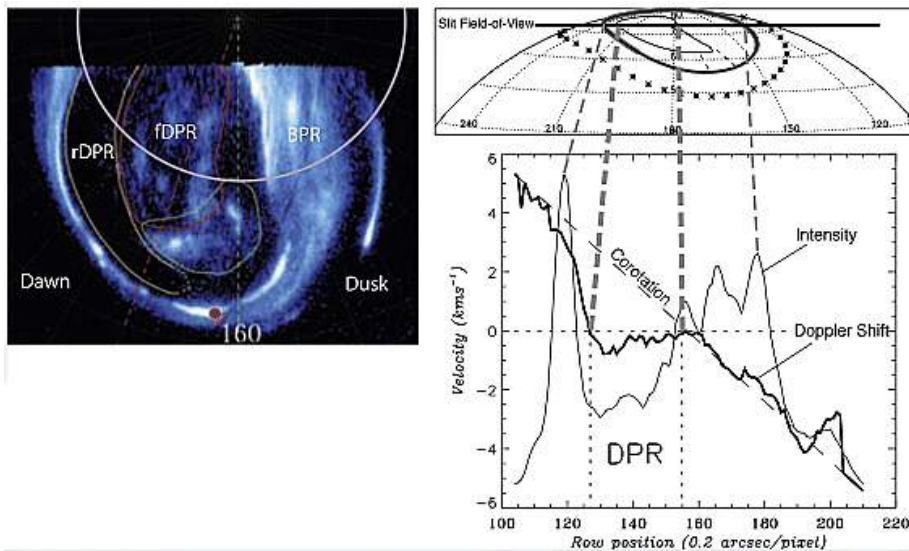 rDPR
fDPR
BPR
Dawn
Dusk
160
Slit Field-of-View
240
210
180
150
120
Intensity
Corotation
Doppler Shift
DPR
Velocity (kms⁻¹)
6
4
2
0
-2
-4
-6
100 120 140 160 180 200 220
Row position (0.2 arcsec/pixel)